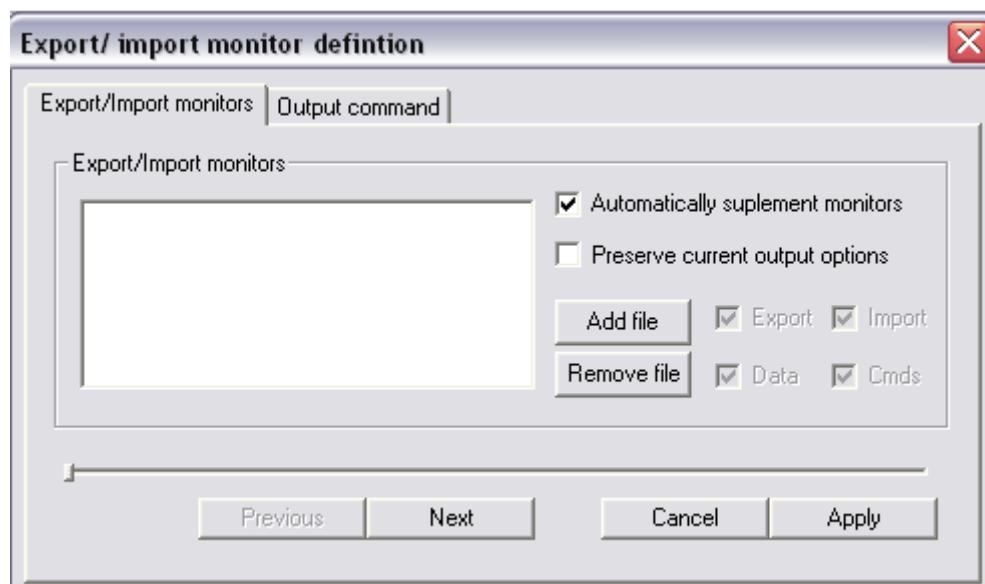 Export/ import monitor defintion
Export/Import monitors
Output command
Export/Import monitors
Automatically suplement monitors
Preserve current output options
Add file
Export
Import
Remove file
Data
Cmds
Previous
Next
Cancel
Apply